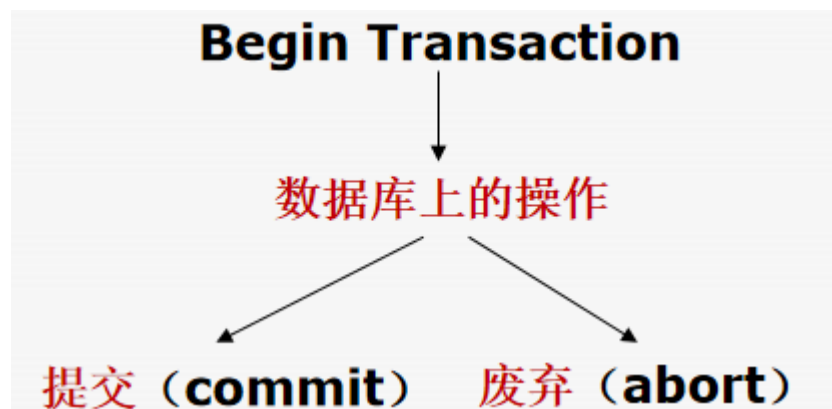 Begin Transaction
数据库上的操作
提交（commit） 废弃（abort）